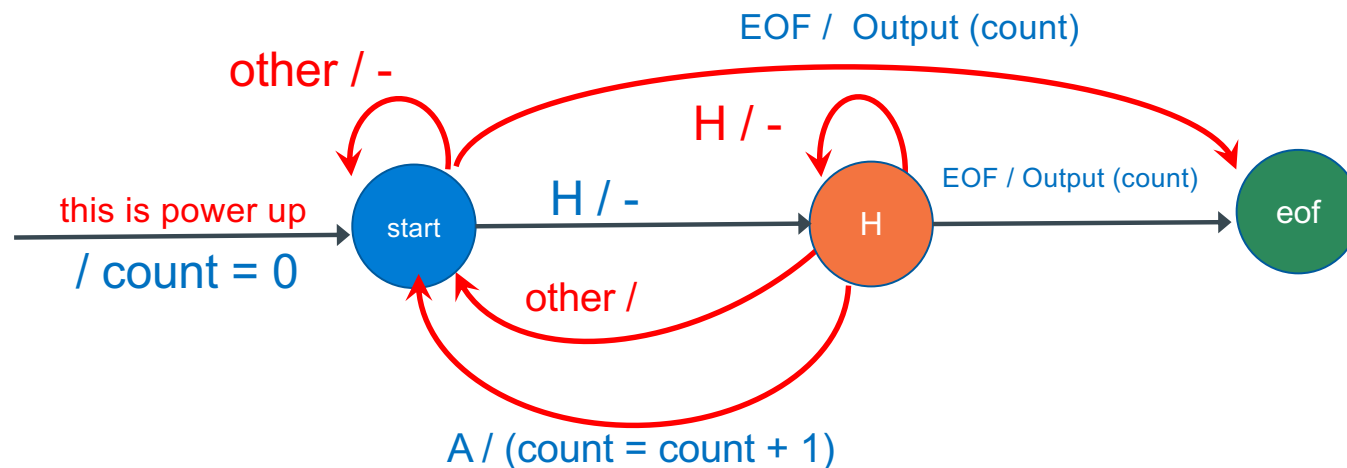 EOF / Output (count)
other / -
H / -
this is power up
/ count = 0
start
H / -
H
EOF / Output (count)
eof
other /
A / (count = count + 1)